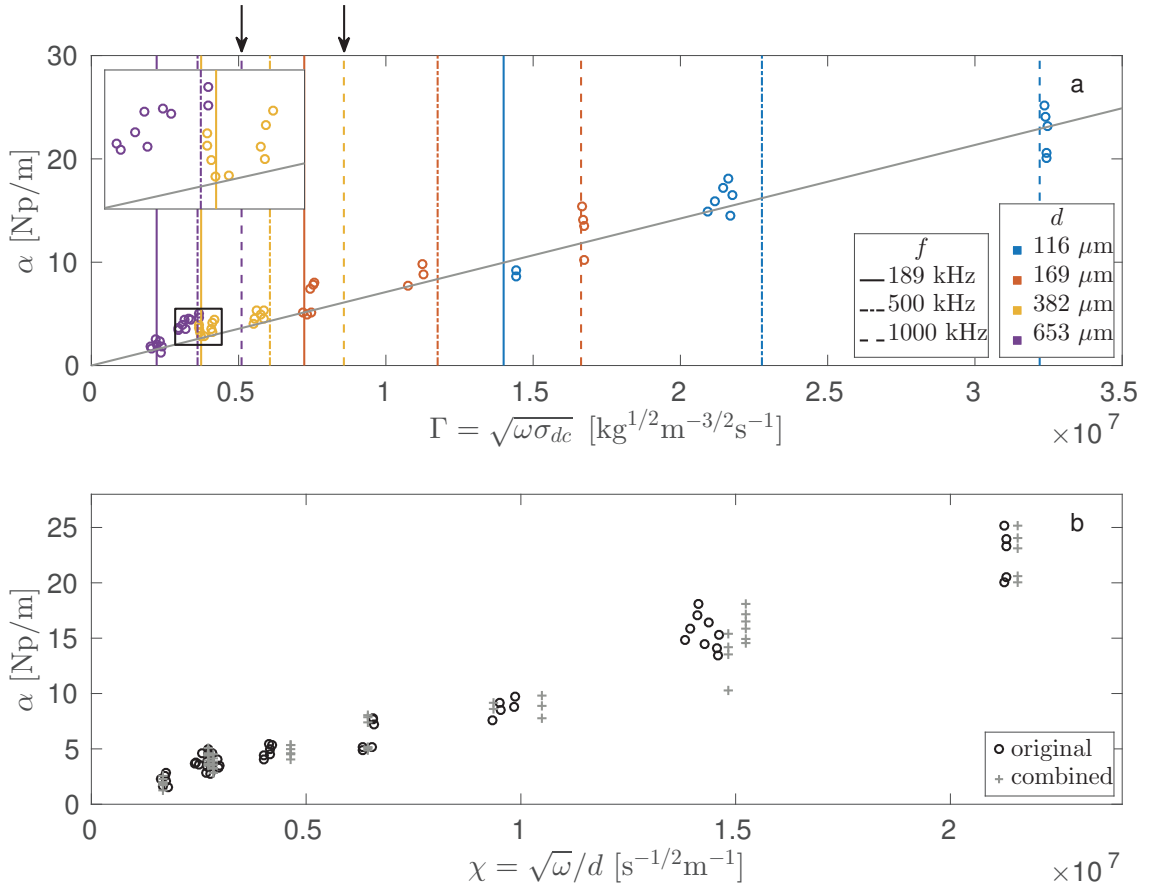 30
20
10
0
α [Np/m]
a
f
189 kHz
500 kHz
1000 kHz
d
116 μm
169 μm
382 μm
653 μm
0 0.5 1 1.5 2 2.5 3 3.5
Γ = √ωσ_dc [kg^1/2 m^−3/2 s^−1]
×10^7
25
20
15
10
5
0
α [Np/m]
b
original
combined
0 0.5 1 1.5 2
χ = √ω/d [s^−1/2 m^−1]
×10^7